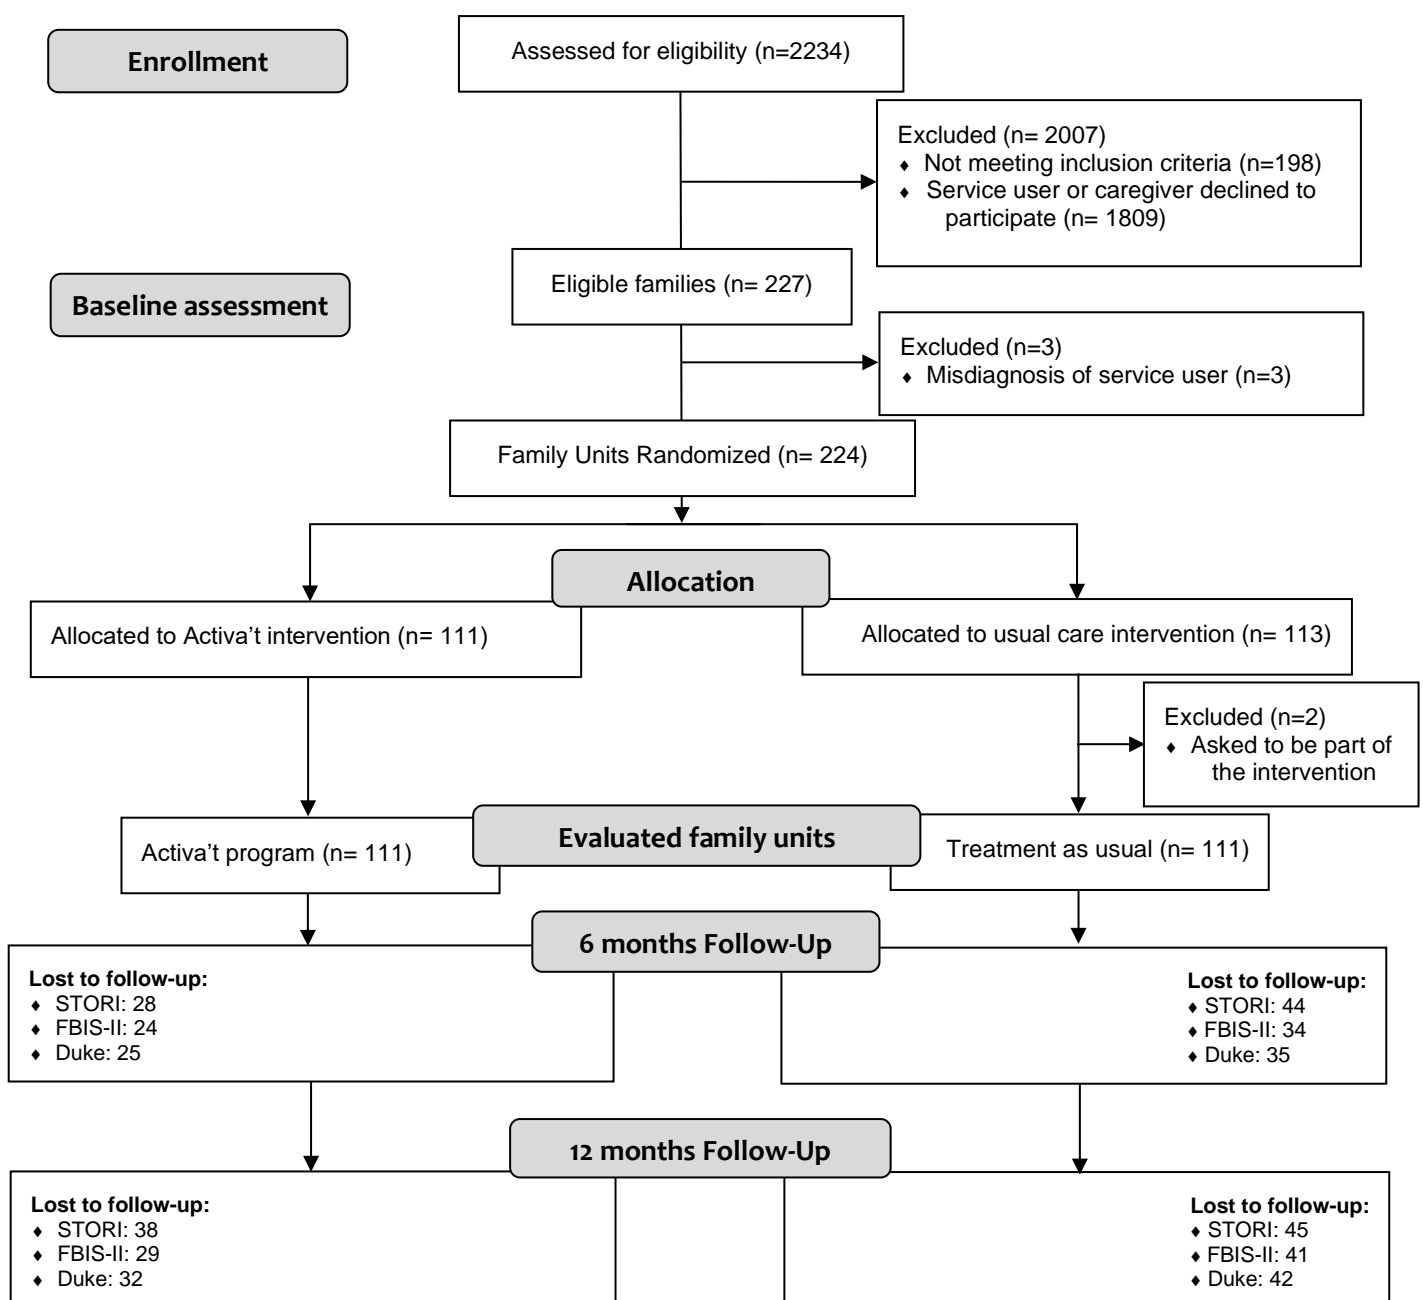 Enrollment
Assessed for eligibility (n=2234)
Excluded (n= 2007)
⬧ Not meeting inclusion criteria (n=198)
⬧ Service user or caregiver declined to
participate (n= 1809)
Eligible families (n= 227)
Baseline assessment
Excluded (n=3)
⬧ Misdiagnosis of service user (n=3)
Family Units Randomized (n= 224)
Allocation
Allocated to Activa’t intervention (n= 111)
Allocated to usual care intervention (n= 113)
Excluded (n=2)
⬧ Asked to be part of
the intervention
Evaluated family units
Activa’t program (n= 111)
Treatment as usual (n= 111)
6 months Follow-Up
Lost to follow-up:
⬧ STORI: 28
⬧ FBIS-II: 24
⬧ Duke: 25
Lost to follow-up:
⬧ STORI: 44
⬧ FBIS-II: 34
⬧ Duke: 35
12 months Follow-Up
Lost to follow-up:
⬧ STORI: 38
⬧ FBIS-II: 29
⬧ Duke: 32
Lost to follow-up:
⬧ STORI: 45
⬧ FBIS-II: 41
⬧ Duke: 42